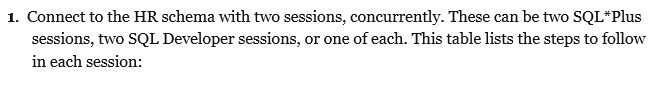 1. Connect to the HR schema with two sessions, concurrently. These can be two SQL*Plus
sessions, two SQL Developer sessions, or one of each. This table lists the steps to follow
in each session: